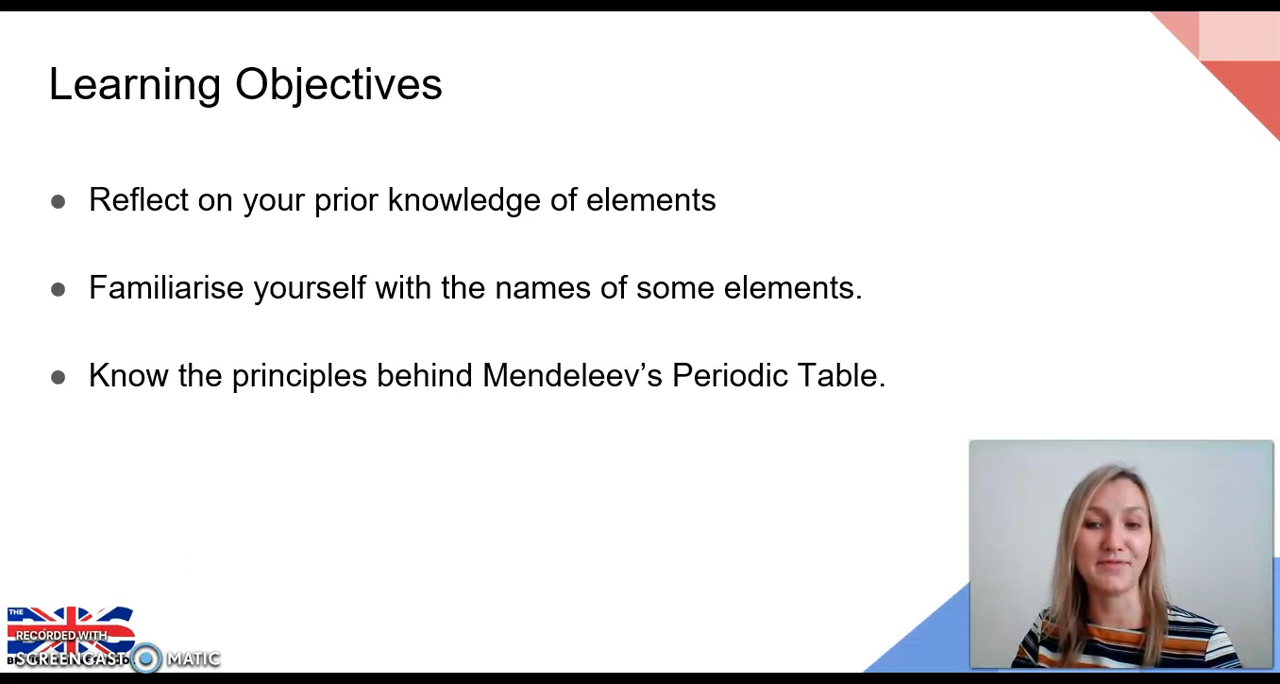 Learning Objectives
● Reflect on your prior knowledge of elements
● Familiarise yourself with the names of some elements.
● Know the principles behind Mendeleev’s Periodic Table.
THE
RECORDED WITH
SCREENCAST MATIC